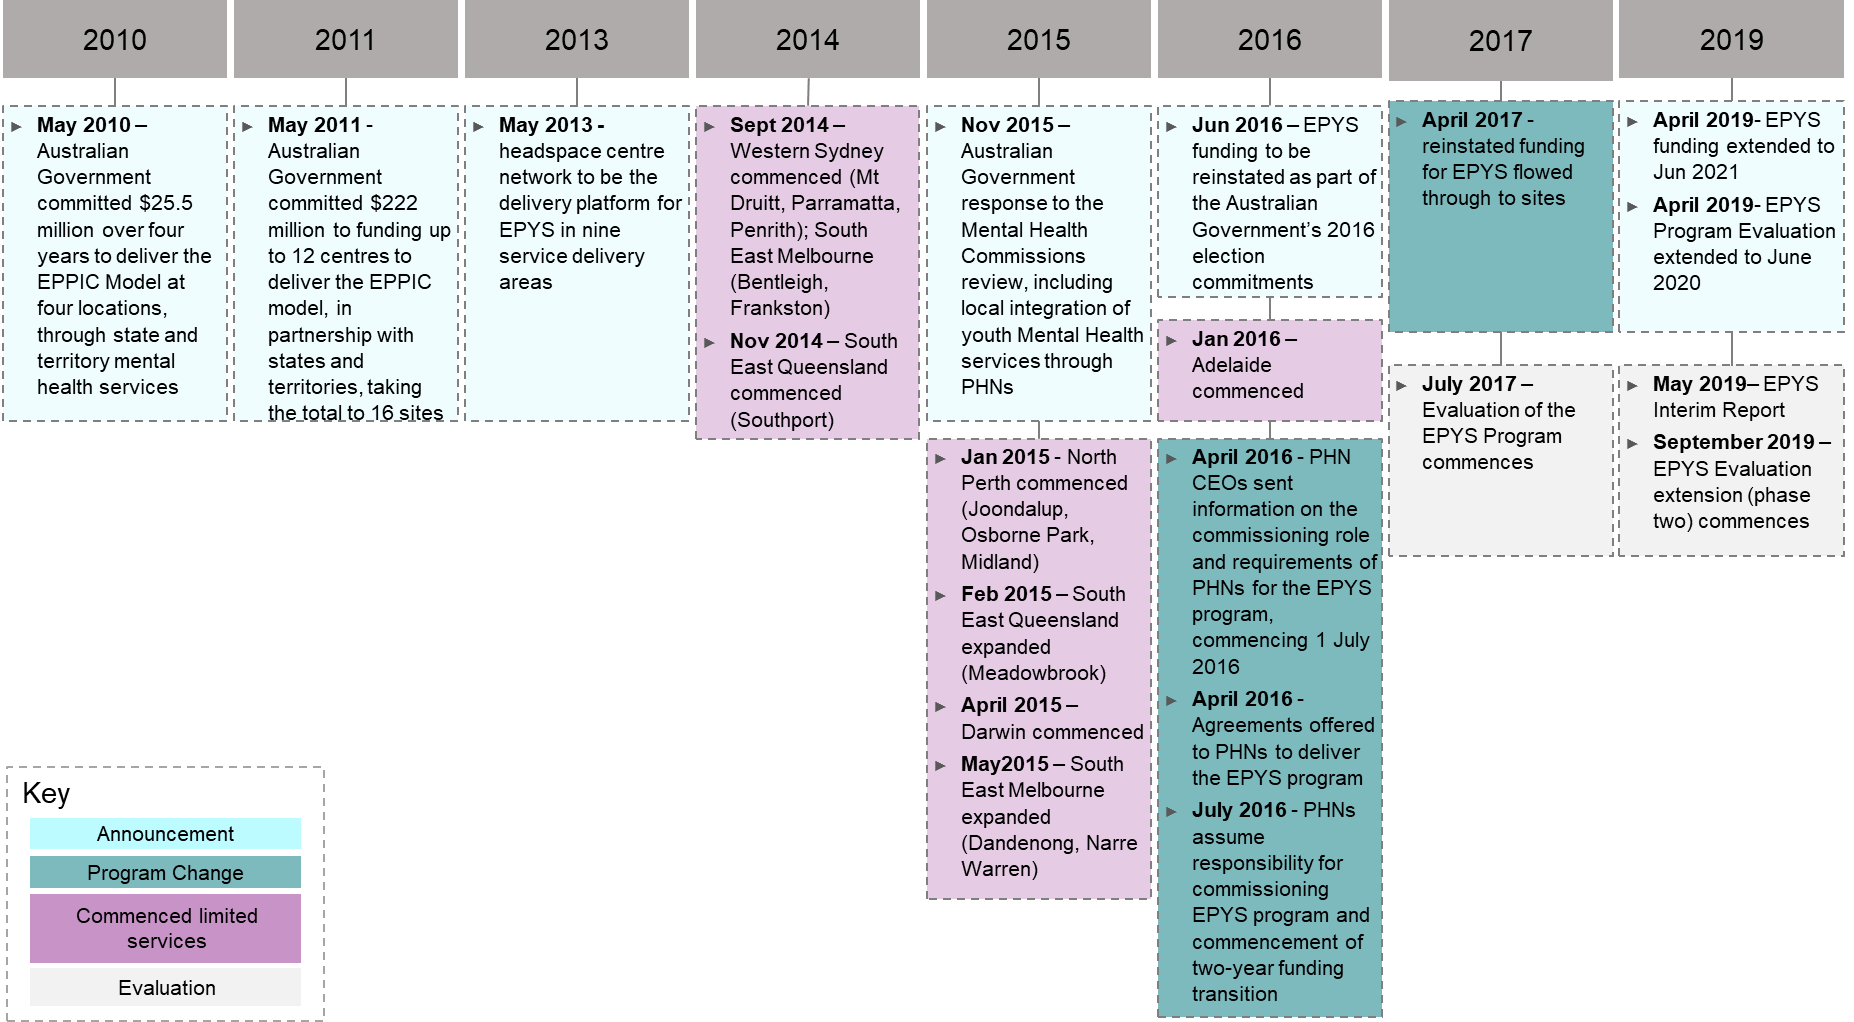 2010
May 2010 –
Australian
Government
committed $25.5
million over four
years to deliver the
EPPIC Model at
four locations,
through state and
territory mental
health services
2011
May 2011 -
Australian
Government
committed $222
million to funding up
to 12 centres to
deliver the EPPIC
model, in
partnership with
states and
territories, taking
the total to 16 sites
2013
May 2013 -
headspace centre
network to be the
delivery platform for
EPYS in nine
service delivery
areas
2014
Sept 2014 –
Western Sydney
commenced (Mt
Druitt, Parramatta,
Penrith); South
East Melbourne
(Bentleigh,
Frankston)
Nov 2014 – South
East Queensland
commenced
(Southport)
2015
Nov 2015 –
Australian
Government
response to the
Mental Health
Commissions
review, including
local integration of
youth Mental Health
services through
PHNs
Jan 2015 - North
Perth commenced
(Joondalup,
Osborne Park,
Midland)
Feb 2015 – South
East Queensland
expanded
(Meadowbrook)
April 2015 –
Darwin commenced
May2015 – South
East Melbourne
expanded
(Dandenong, Narre
Warren)
2016
Jun 2016 – EPYS
funding to be
reinstated as part of
the Australian
Government’s 2016
election
commitments
Jan 2016 –
Adelaide
commenced
April 2016 - PHN
CEOs sent
information on the
commissioning role
and requirements of
PHNs for the EPYS
program,
commencing 1 July
2016
April 2016 -
Agreements offered
to PHNs to deliver
the EPYS program
July 2016 - PHNs
assume
responsibility for
commissioning
EPYS program and
commencement of
two-year funding
transition
2017
April 2017 -
reinstated funding
for EPYS flowed
through to sites
July 2017 –
Evaluation of the
EPYS Program
commences
2019
April 2019- EPYS
funding extended to
Jun 2021
April 2019- EPYS
Program Evaluation
extended to June
2020
May 2019– EPYS
Interim Report
September 2019 –
EPYS Evaluation
extension (phase
two) commences
Key
Announcement
Program Change
Commenced limited
services
Evaluation